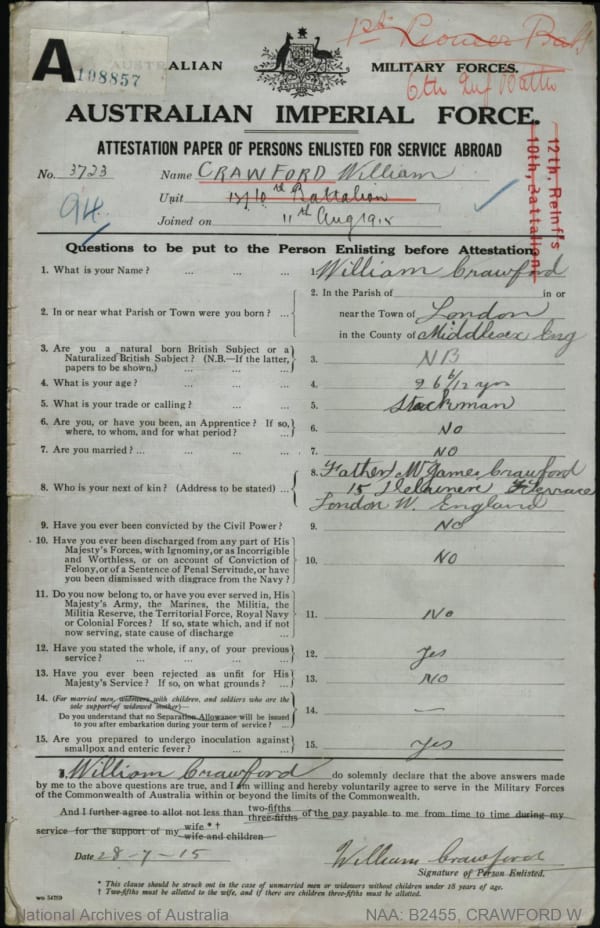 A 198857
1st Pioneer Batt
6th Inf Battn
AUSTRALIAN MILITARY FORCES.
AUSTRALIAN IMPERIAL FORCE.
ATTESTATION PAPER OF PERSONS ENLISTED FOR SERVICE ABROAD
12th, Reinf's
10th, Battalion
No. 3723 Name CRAWFORD William
Unit 10th Battalion
Joined on 11th Aug 1915
94
Questions to be put to the Person Enlisting before Attestation.
1. What is your Name? ... ... ... 1. William Crawford
2. In or near what Parish or Town were you born? ... 2. In the Parish of in or
near the Town of London
in the County of Middlesex Eng
3. Are you a natural born British Subject or a
Naturalized British Subject? (N.B.—If the latter,
papers to be shown.) ... ... 3. NB
4. What is your age? ... ... ... 4. 26 6/12 yrs
5. What is your trade or calling? ... ... 5. Stockman
6. Are you, or have you been, an Apprentice? If so,
where, to whom, and for what period? ... 6. No
7. Are you married? ... ... ... 7. NO
8. Who is your next of kin? (Address to be stated) ... 8. Father Mr James Crawford
15 Terrace
London W. England
9. Have you ever been convicted by the Civil Power? 9. No
10. Have you ever been discharged from any part of His
Majesty's Forces, with Ignominy, or as Incorrigible
and Worthless, or on account of Conviction of
Felony, or of a Sentence of Penal Servitude, or have
you been dismissed with disgrace from the Navy? 10. NO
11. Do you now belong to, or have you ever served in, His
Majesty's Army, the Marines, the Militia, the
Militia Reserve, the Territorial Force, Royal Navy
or Colonial Forces? If so, state which, and if not
now serving, state cause of discharge ... 11. No
12. Have you stated the whole, if any, of your previous
service? ... ... ... ... 12. Yes
13. Have you ever been rejected as unfit for His
Majesty's Service? If so, on what grounds? ... 13. NO
14. (For married men, widowers with children, and soldiers who are the
sole support of widowed mother)—
Do you understand that no Separation Allowance will be issued
to you after embarkation during your term of service? ... 14. —
15. Are you prepared to undergo inoculation against
smallpox and enteric fever? ... ... 15. Yes
I, William Crawford do solemnly declare that the above answers made
by me to the above questions are true, and I am willing and hereby voluntarily agree to serve in the Military Forces
of the Commonwealth of Australia within or beyond the limits of the Commonwealth.
And I further agree to allot not less than two-fifths three-fifths of the pay payable to me from time to time during my
service for the support of my wife *† wife and children
Date 28-7-15 William Crawford
Signature of Person Enlisted.
* This clause should be struck out in the case of unmarried men or widowers without children under 18 years of age.
† Two-fifths must be allotted to the wife, and if there are children three-fifths must be allotted.
National Archives of Australia NAA: B2455, CRAWFORD W